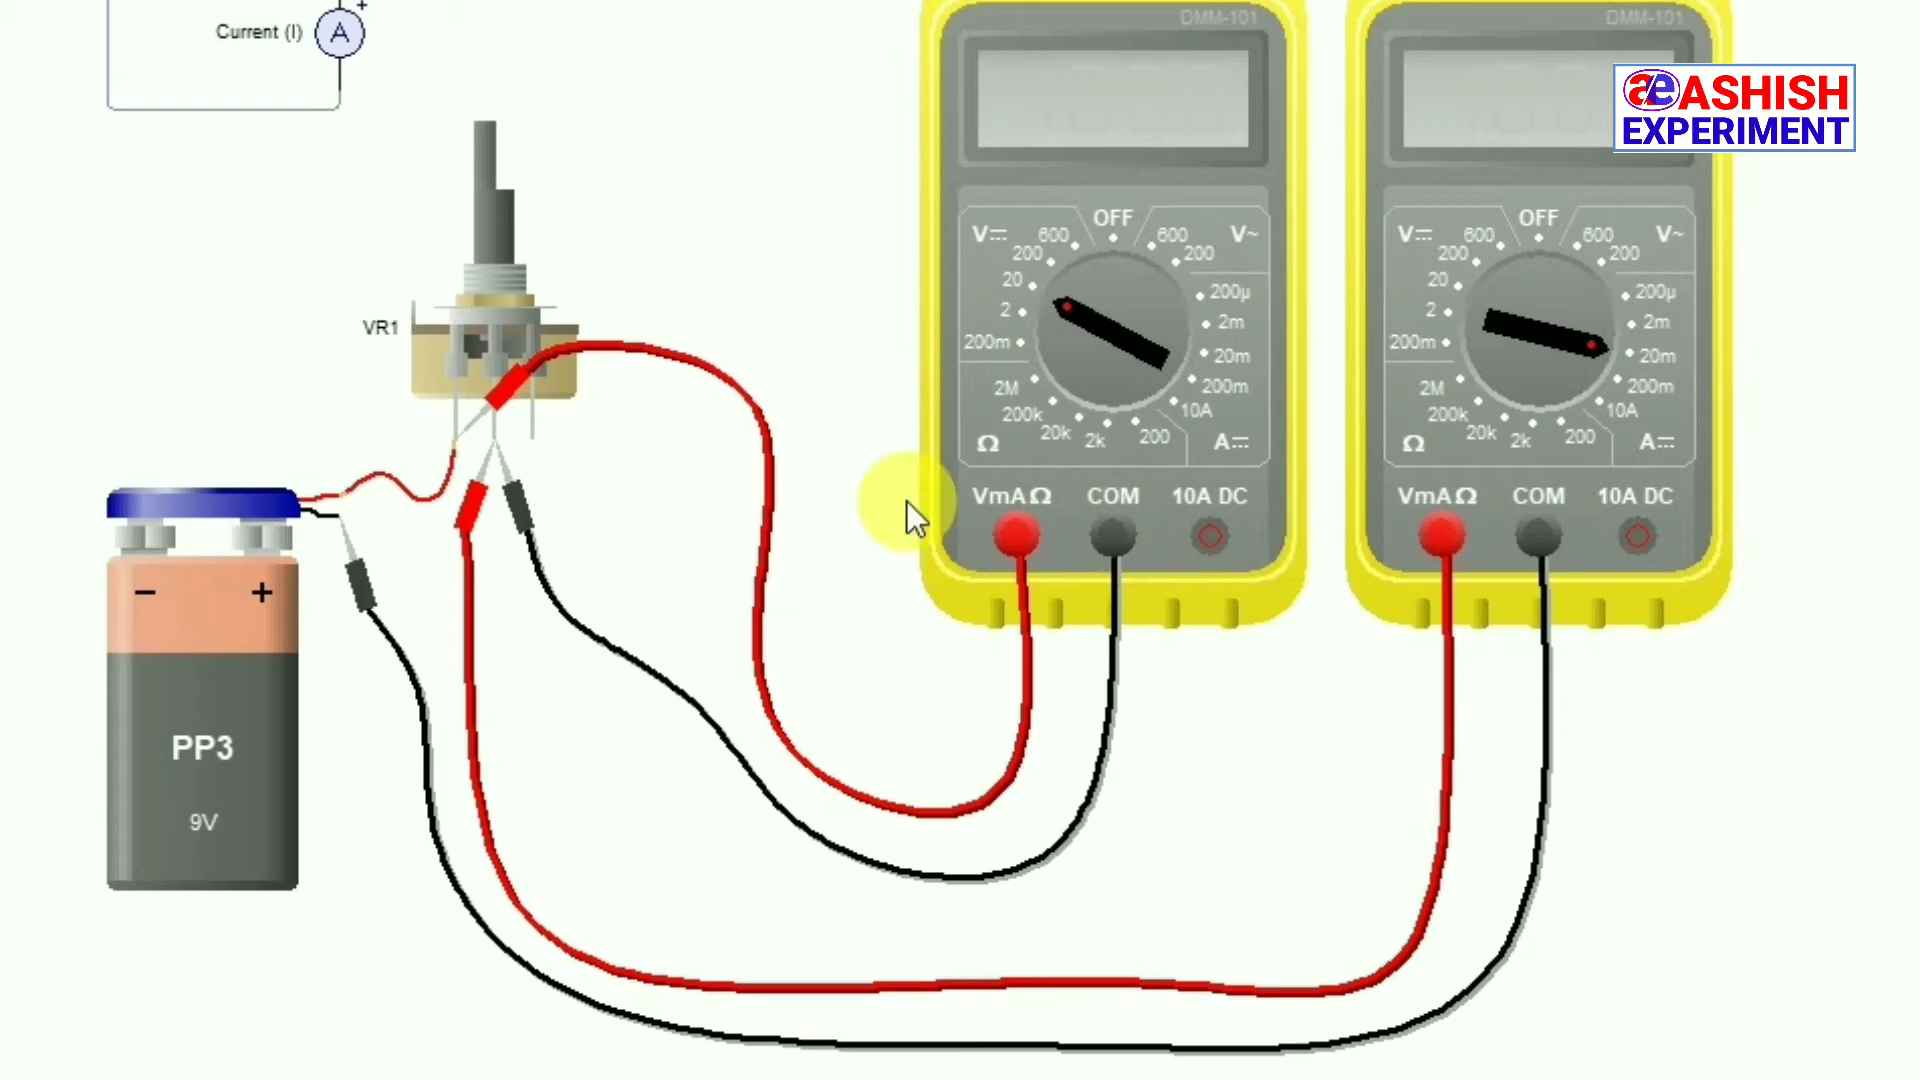 Current (I)
A
+
VR1
PP3
9V
− +
DMM-101
OFF
V⎓
600
200
20
2
200m
2M
200k
20k
2k
200
Ω
600
200
V~
200µ
2m
20m
200m
10A
A⎓
VmAΩ COM 10A DC
DMM-101
OFF
V⎓
600
200
20
2
200m
2M
200k
20k
2k
200
Ω
600
200
V~
200µ
2m
20m
200m
10A
A⎓
VmAΩ COM 10A DC
ae ASHISH
EXPERIMENT